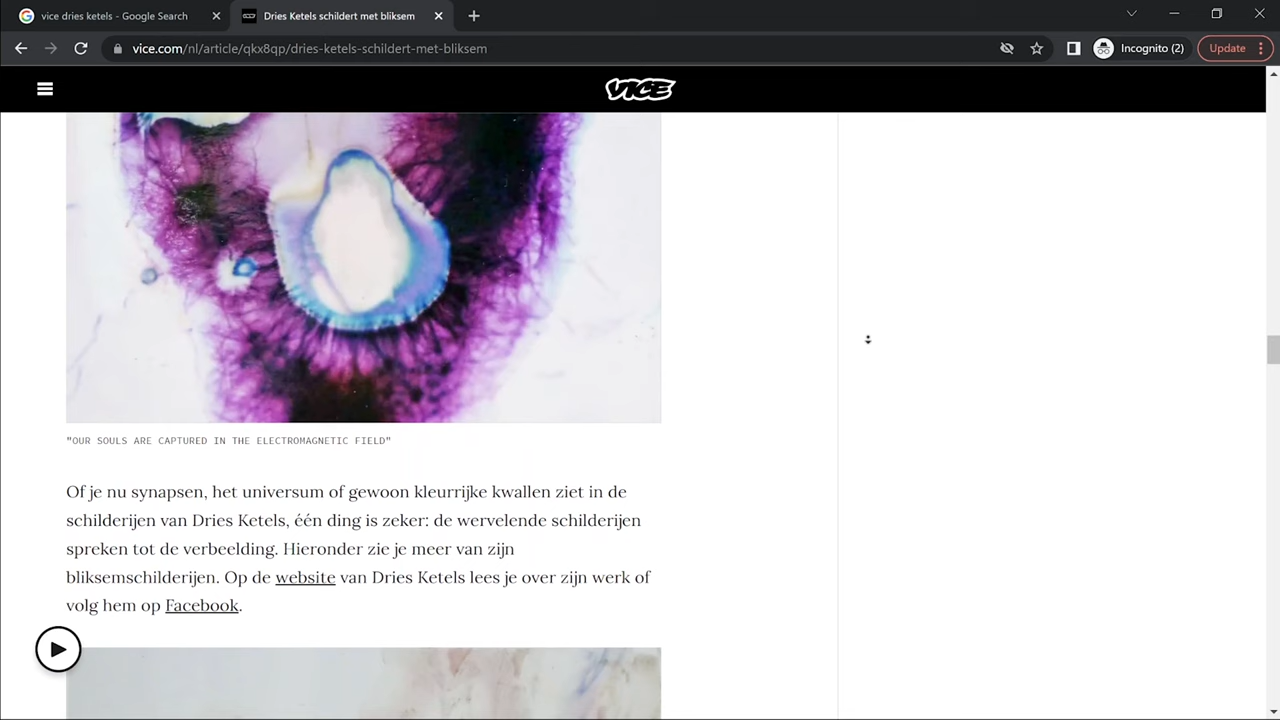 vice dries ketels - Google Search
Dries Ketels schildert met bliksem
vice.com/nl/article/qkx8qp/dries-ketels-schildert-met-bliksem
Incognito (2)
Update
VICE
"OUR SOULS ARE CAPTURED IN THE ELECTROMAGNETIC FIELD"
Of je nu synapsen, het universum of gewoon kleurrijke kwallen ziet in de
schilderijen van Dries Ketels, één ding is zeker: de wervelende schilderijen
spreken tot de verbeelding. Hieronder zie je meer van zijn
bliksemschilderijen. Op de website van Dries Ketels lees je over zijn werk of
volg hem op Facebook.